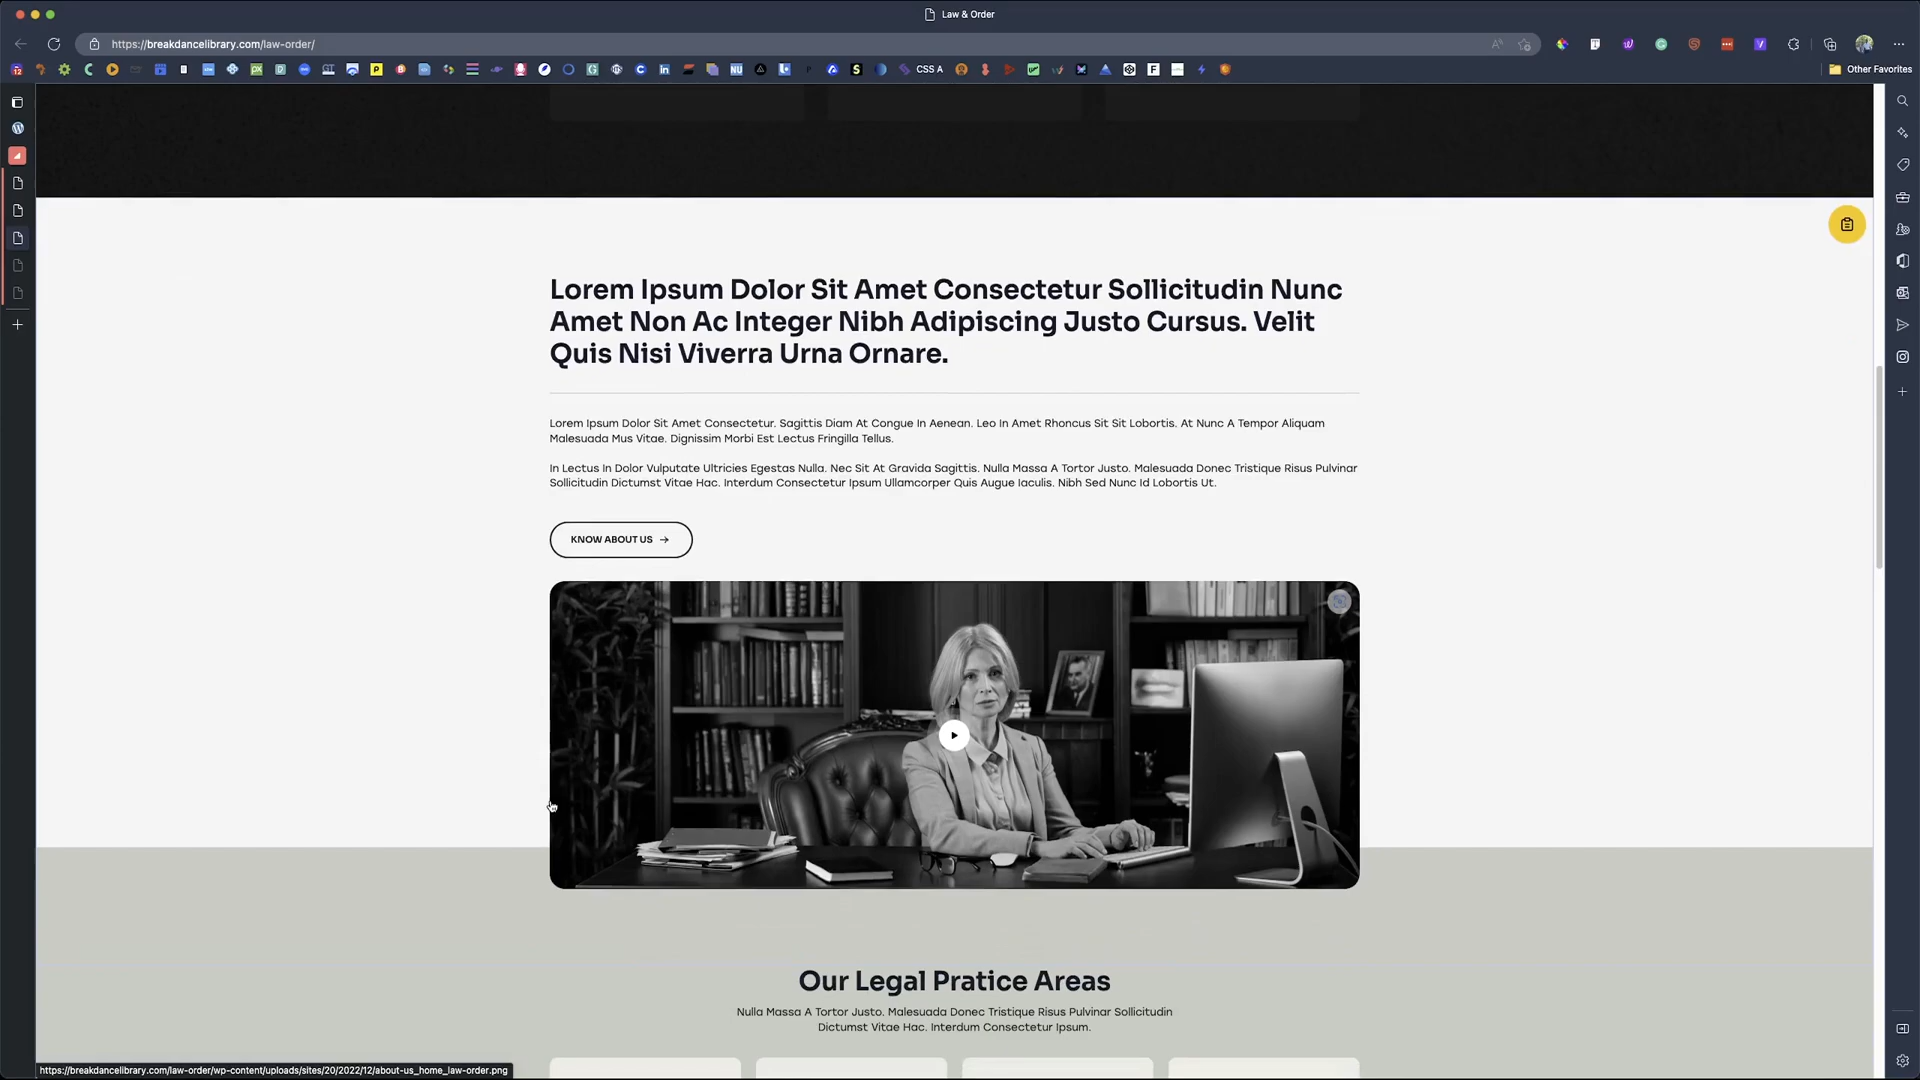 Law & Order
https://breakdancelibrary.com/law-order/
CSS A
Other Favorites
Lorem Ipsum Dolor Sit Amet Consectetur Sollicitudin Nunc
Amet Non Ac Integer Nibh Adipiscing Justo Cursus. Velit
Quis Nisi Viverra Urna Ornare.
Lorem Ipsum Dolor Sit Amet Consectetur. Sagittis Diam At Congue In Aenean. Leo In Amet Rhoncus Sit Sit Lobortis. At Nunc A Tempor Aliquam
Malesuada Mus Vitae. Dignissim Morbi Est Lectus Fringilla Tellus.
In Lectus In Dolor Vulputate Ultricies Egestas Nulla. Nec Sit At Gravida Sagittis. Nulla Massa A Tortor Justo. Malesuada Donec Tristique Risus Pulvinar
Sollicitudin Dictumst Vitae Hac. Interdum Consectetur Ipsum Ullamcorper Quis Augue Iaculis. Nibh Sed Nunc Id Lobortis Ut.
KNOW ABOUT US
Our Legal Pratice Areas
Nulla Massa A Tortor Justo. Malesuada Donec Tristique Risus Pulvinar Sollicitudin
Dictumst Vitae Hac. Interdum Consectetur Ipsum.
https://breakdancelibrary.com/law-order/wp-content/uploads/sites/20/2022/12/about-us_home_law-order.png